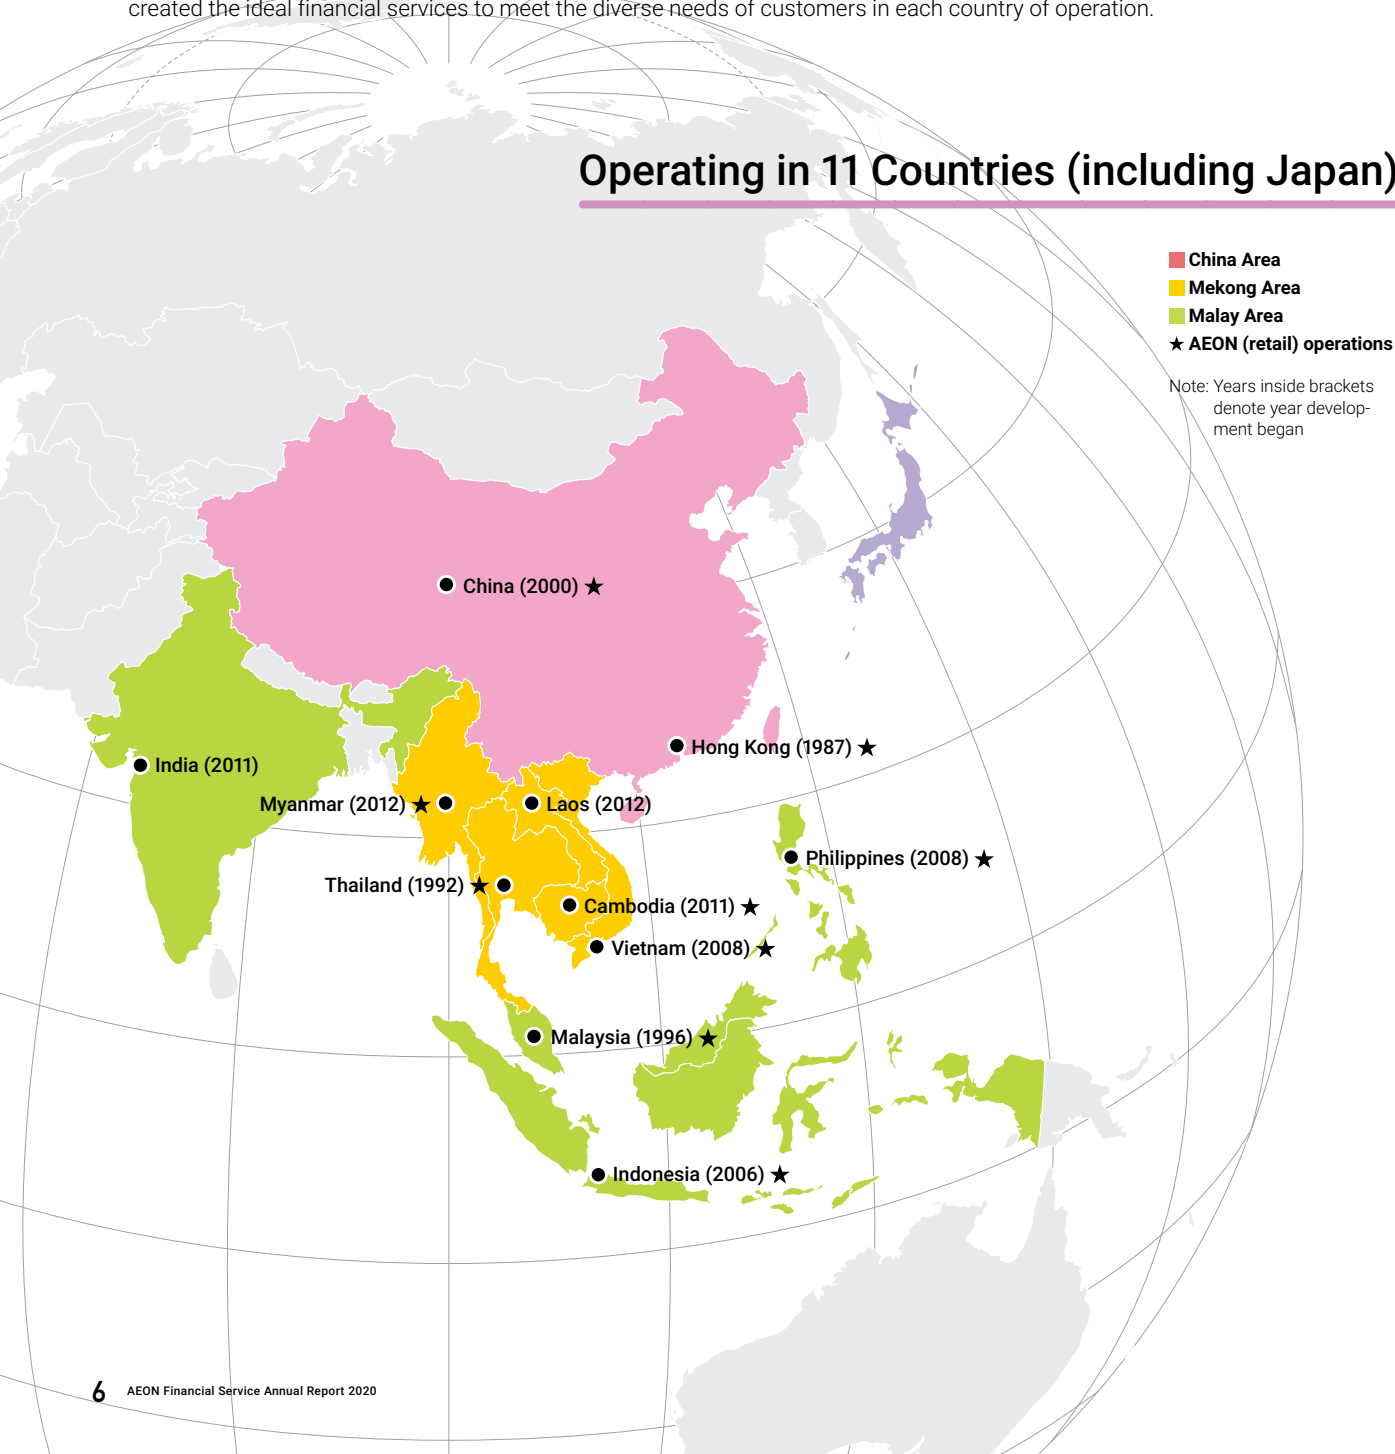 created the ideal financial services to meet the diverse needs of customers in each country of operation.
Operating in 11 Countries (including Japan)
China Area
Mekong Area
Malay Area
★ AEON (retail) operations
Note: Years inside brackets
denote year develop-
ment began
China (2000) ★
Hong Kong (1987) ★
India (2011)
Myanmar (2012) ★
Laos (2012)
Philippines (2008) ★
Thailand (1992) ★
Cambodia (2011) ★
Vietnam (2008) ★
Malaysia (1996) ★
Indonesia (2006) ★
6 AEON Financial Service Annual Report 2020